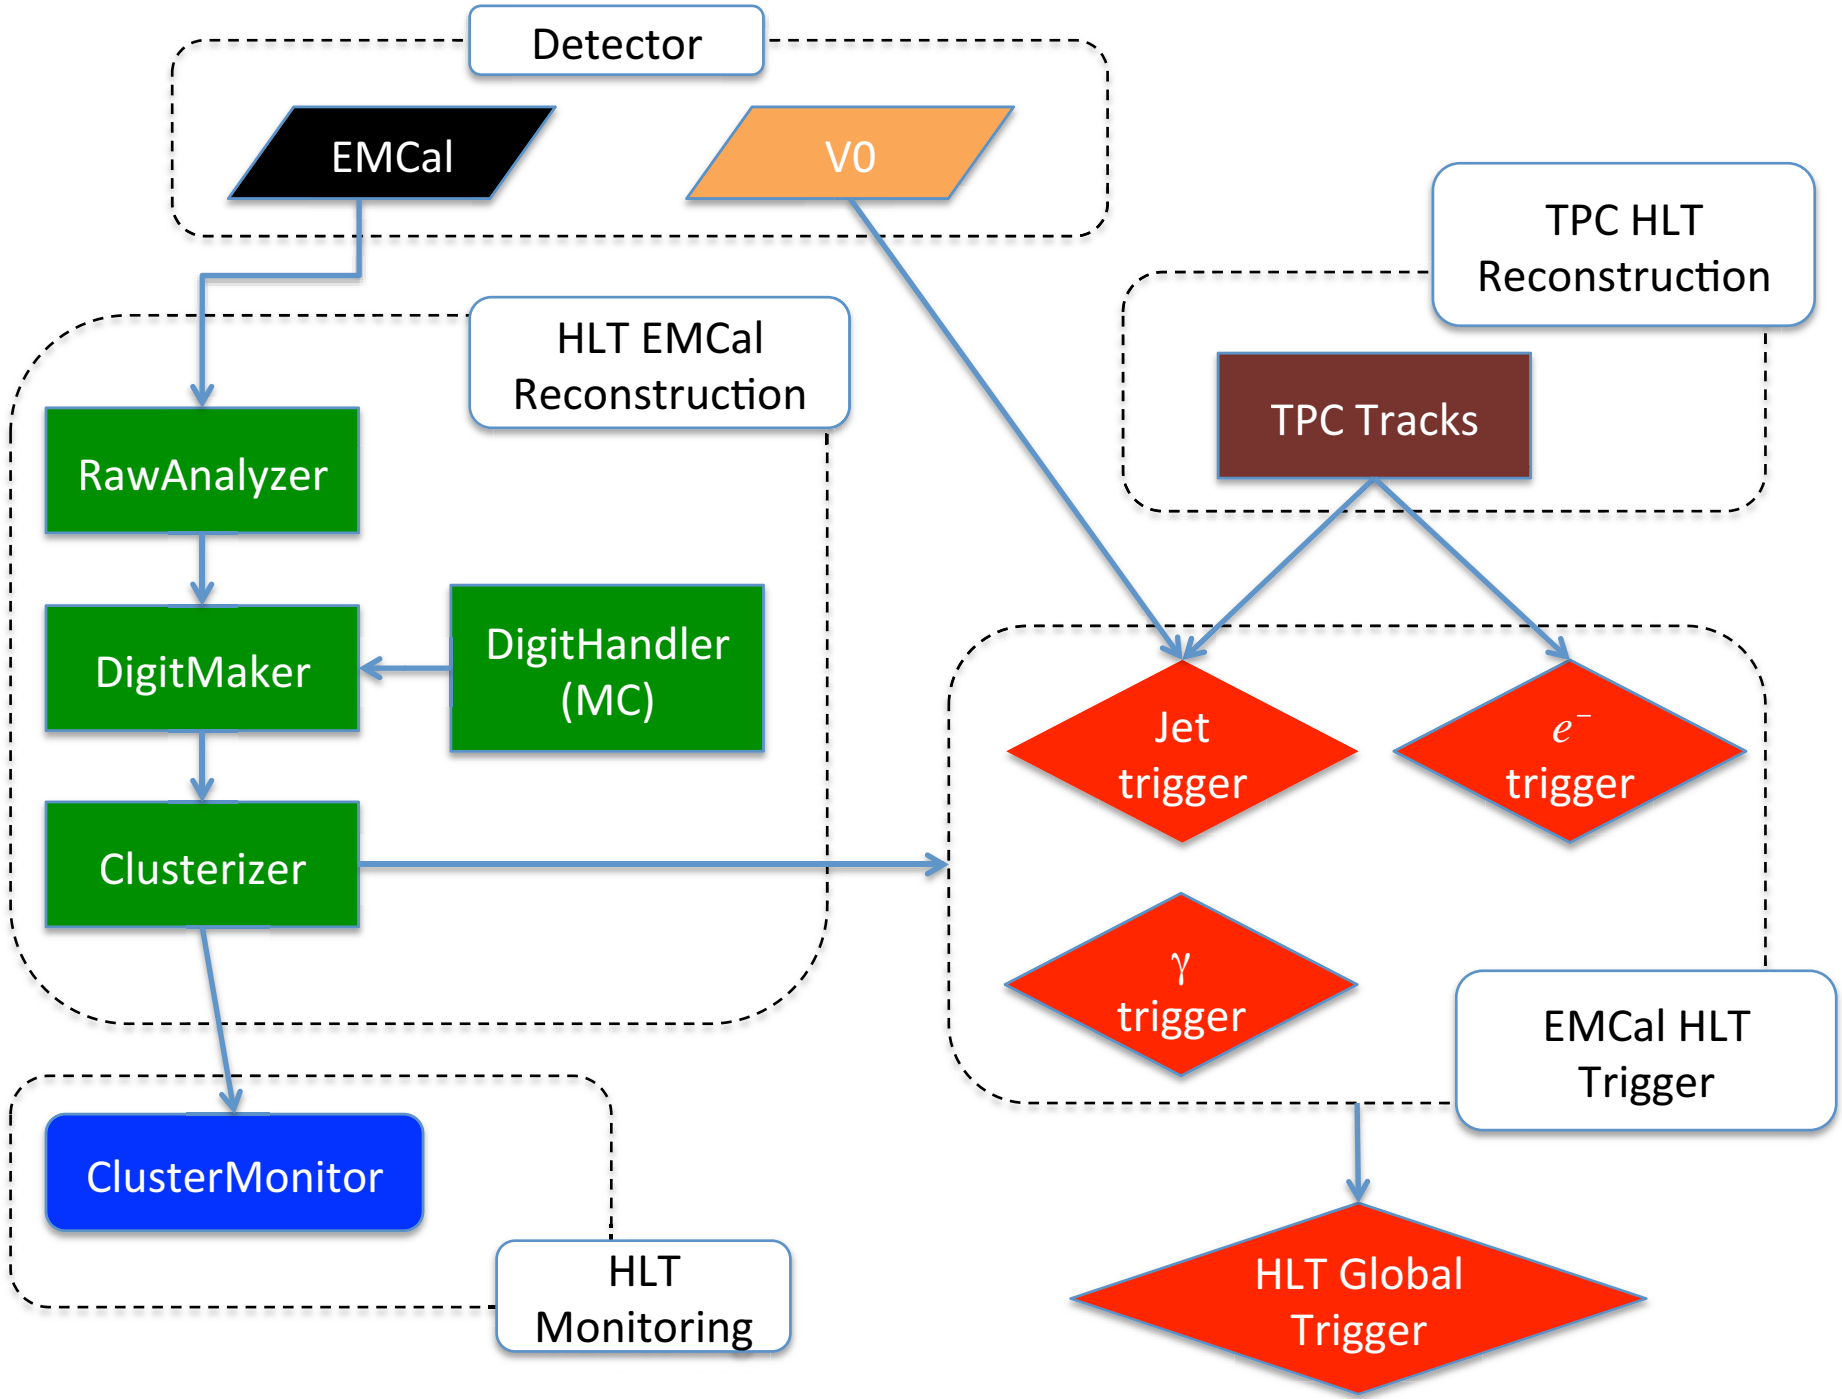 Detector
EMCal
V0
TPC HLT
Reconstruction
HLT EMCal
Reconstruction
TPC Tracks
RawAnalyzer
DigitMaker
DigitHandler
(MC)
Jet
trigger
e⁻
trigger
Clusterizer
γ
trigger
EMCal HLT
Trigger
ClusterMonitor
HLT
Monitoring
HLT Global
Trigger